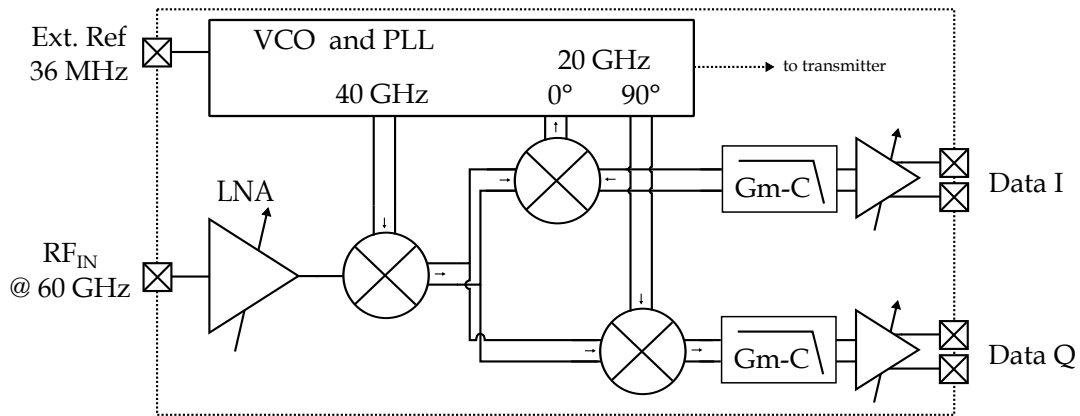 Ext. Ref
36 MHz
VCO and PLL
20 GHz
to transmitter
40 GHz
0°
90°
LNA
Gm-C
Data I
RF_IN
@ 60 GHz
Gm-C
Data Q